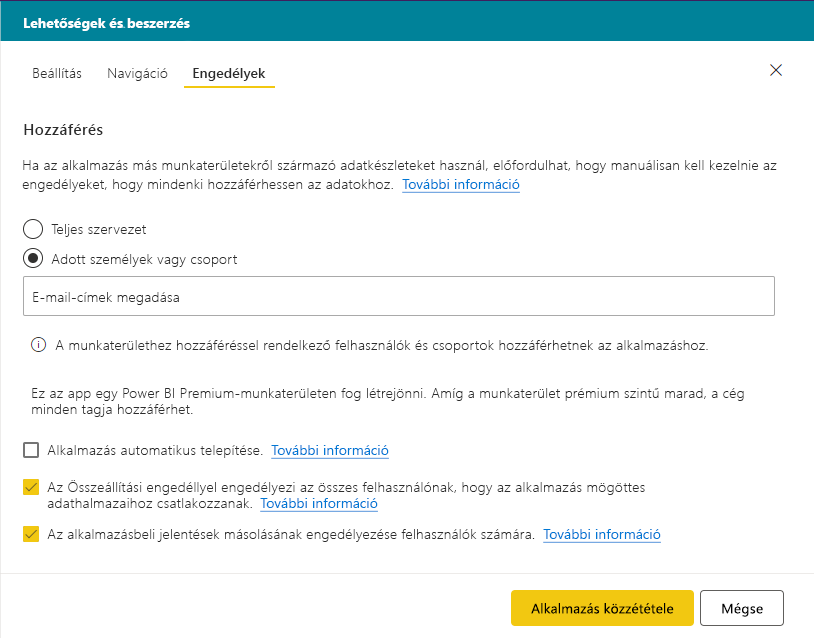 Lehetőségek és beszerzés
Beállítás Navigáció Engedélyek
Hozzáférés
Ha az alkalmazás más munkaterületekről származó adatkészleteket használ, előfordulhat, hogy manuálisan kell kezelnie az
engedélyeket, hogy mindenki hozzáférhessen az adatokhoz. További információ
Teljes szervezet
Adott személyek vagy csoport
E-mail-címek megadása
A munkaterülethez hozzáféréssel rendelkező felhasználók és csoportok hozzáférhetnek az alkalmazáshoz.
Ez az app egy Power BI Premium-munkaterületen fog létrejönni. Amíg a munkaterület prémium szintű marad, a cég
minden tagja hozzáférhet.
Alkalmazás automatikus telepítése. További információ
Az Összeállítási engedéllyel engedélyezi az összes felhasználónak, hogy az alkalmazás mögöttes
adathalmazaihoz csatlakozzanak. További információ
Az alkalmazásbeli jelentések másolásának engedélyezése felhasználók számára. További információ
Alkalmazás közzététele Mégse